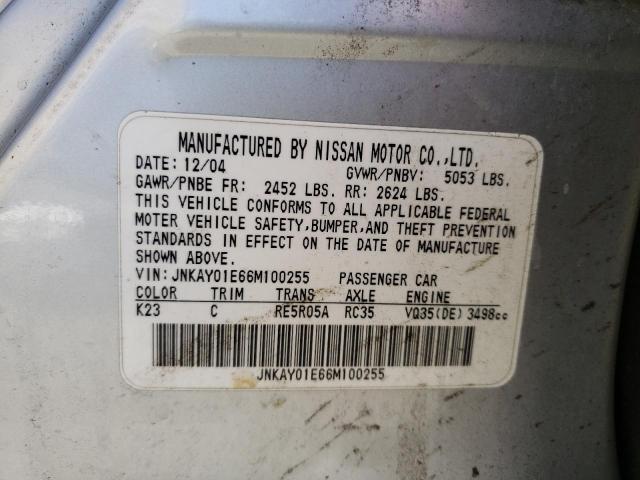 MANUFACTURED BY NISSAN MOTOR CO.,LTD.
DATE: 12/04 GVWR/PNBV: 5053 LBS.
GAWR/PNBE FR: 2452 LBS. RR: 2624 LBS.
THIS VEHICLE CONFORMS TO ALL APPLICABLE FEDERAL
MOTOR VEHICLE SAFETY,BUMPER,AND THEFT PREVENTION
STANDARDS IN EFFECT ON THE DATE OF MANUFACTURE
SHOWN ABOVE.
VIN:JNKAY01E66M100255 PASSENGER CAR
COLOR TRIM TRANS AXLE ENGINE
K23 C RE5R05A RC35 VQ35(DE) 3498cc
JNKAY01E66M100255